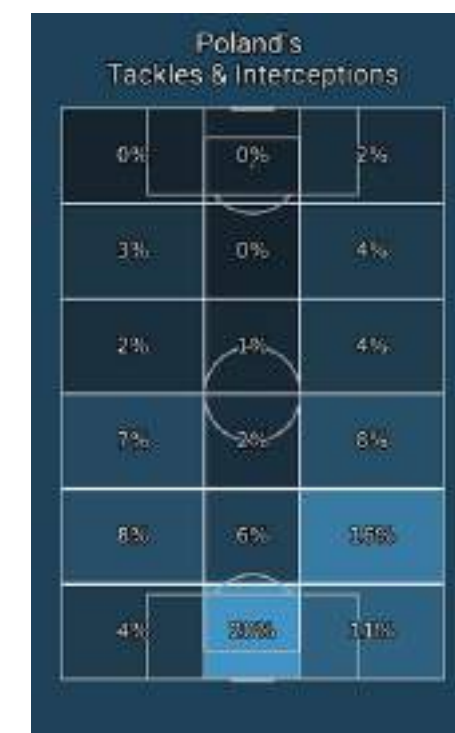 Poland's
Tackles & Interceptions
0% 0% 2%
3% 0% 4%
2% 1% 4%
7% 2% 8%
8% 6%
4% 11%